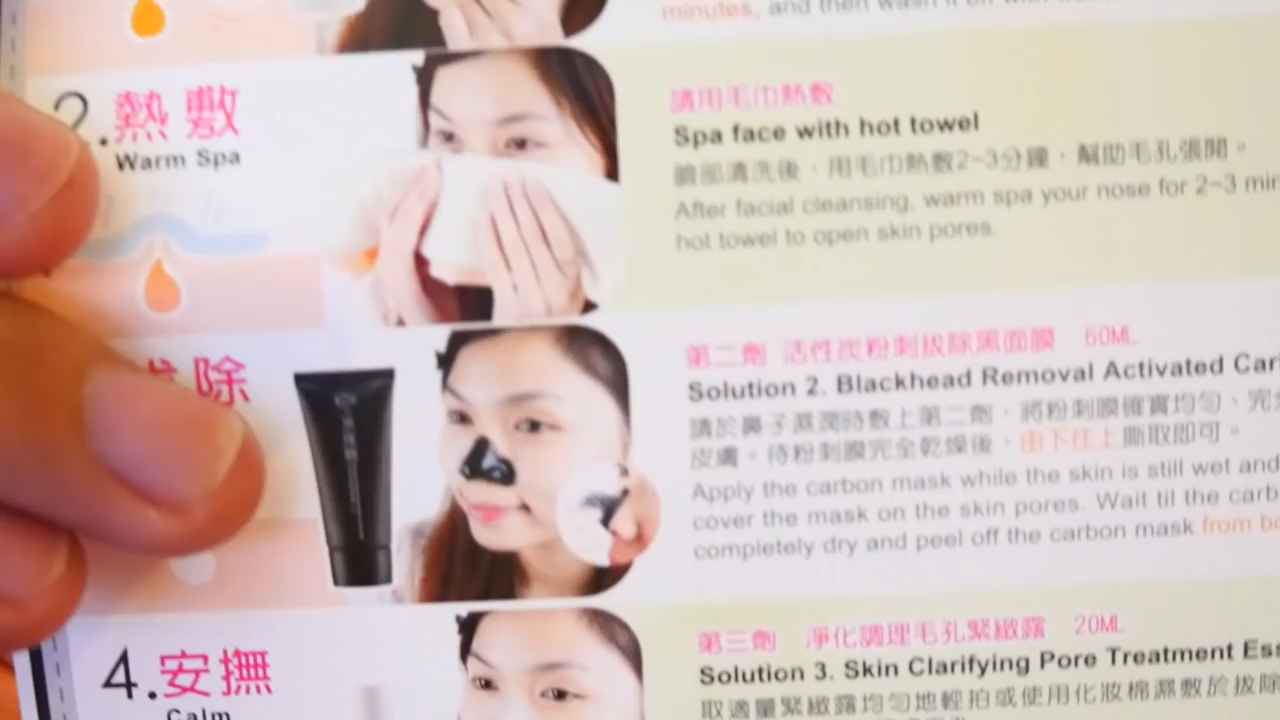 minutes, and then wash it off with
2.熱敷
Warm Spa
請用毛巾熱敷
Spa face with hot towel
臉部清洗後,用毛巾熱敷2~3分鐘,幫助毛孔張開。
After facial cleansing, warm spa your nose for 2~3 min
hot towel to open skin pores.
除
第二劑 活性炭粉刺拔除黑面膜 60ML
Solution 2. Blackhead Removal Activated Car
請於鼻子濕潤時敷上第二劑,將粉刺膜確實均勻、完全
皮膚。待粉刺膜完全乾燥後,由下往上撕取即可。
Apply the carbon mask while the skin is still wet and
cover the mask on the skin pores. Wait til the carb
completely dry and peel off the carbon mask from b
4.安撫
Calm
第三劑 淨化調理毛孔緊緻露 20ML
Solution 3. Skin Clarifying Pore Treatment Ess
取適量緊緻露均勻地輕拍或使用化妝棉濕敷於拔除